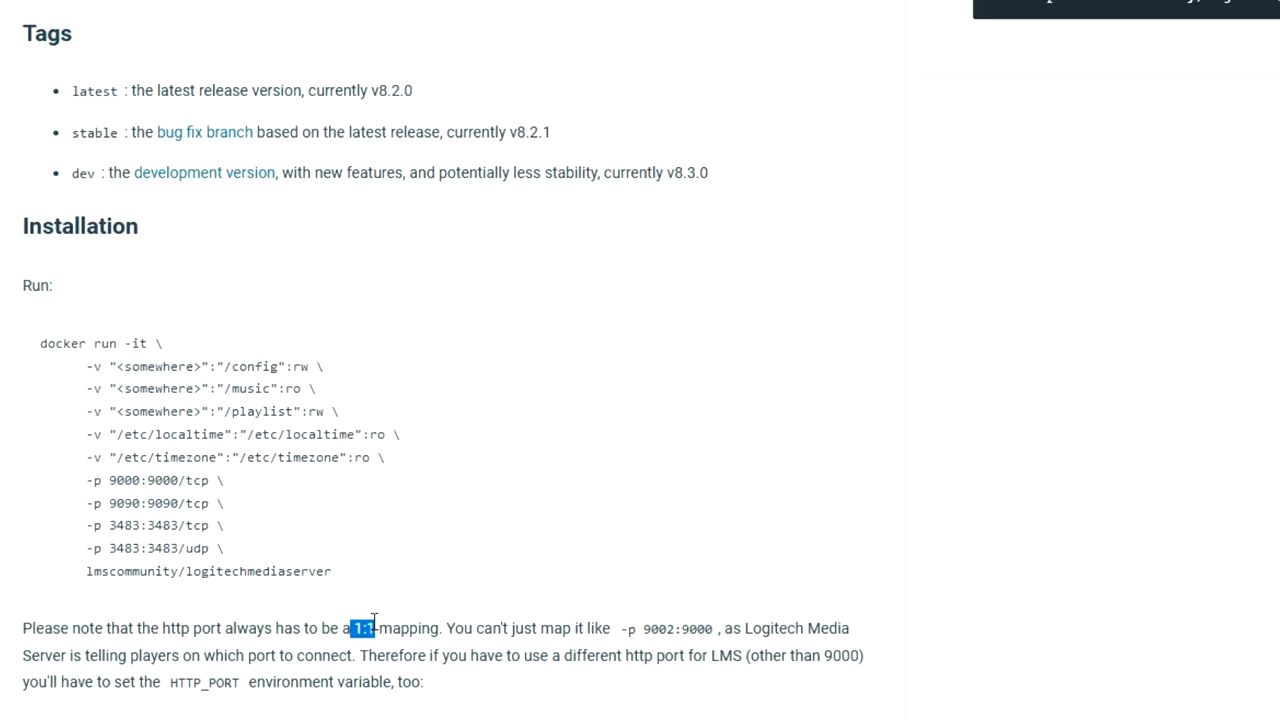 Tags
• latest : the latest release version, currently v8.2.0
• stable : the bug fix branch based on the latest release, currently v8.2.1
• dev : the development version, with new features, and potentially less stability, currently v8.3.0
Installation
Run:
docker run -it \
-v "<somewhere>":"/config":rw \
-v "<somewhere>":"/music":ro \
-v "<somewhere>":"/playlist":rw \
-v "/etc/localtime":"/etc/localtime":ro \
-v "/etc/timezone":"/etc/timezone":ro \
-p 9000:9000/tcp \
-p 9090:9090/tcp \
-p 3483:3483/tcp \
-p 3483:3483/udp \
lmscommunity/logitechmediaserver
Please note that the http port always has to be a 1:1 mapping. You can't just map it like -p 9002:9000 , as Logitech Media
Server is telling players on which port to connect. Therefore if you have to use a different http port for LMS (other than 9000)
you'll have to set the HTTP_PORT environment variable, too: